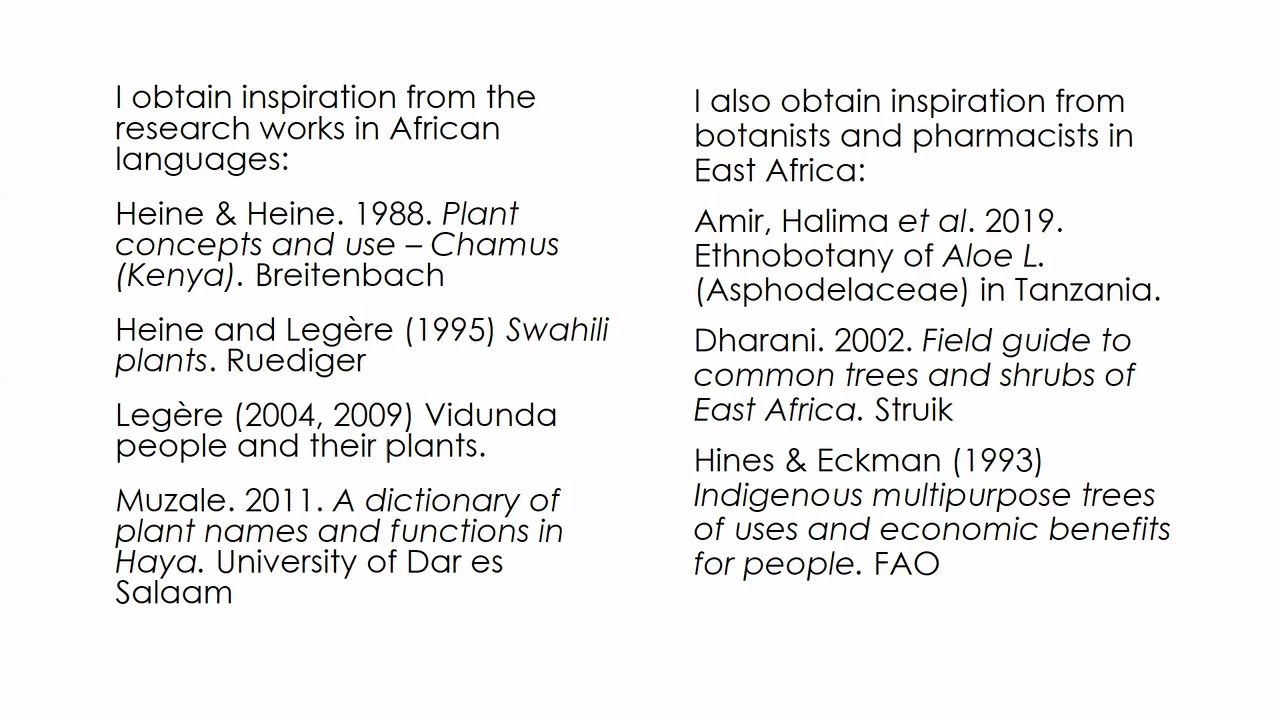 I obtain inspiration from the
research works in African
languages:
Heine & Heine. 1988. Plant
concepts and use – Chamus
(Kenya). Breitenbach
Heine and Legère (1995) Swahili
plants. Ruediger
Legère (2004, 2009) Vidunda
people and their plants.
Muzale. 2011. A dictionary of
plant names and functions in
Haya. University of Dar es
Salaam
I also obtain inspiration from
botanists and pharmacists in
East Africa:
Amir, Halima et al. 2019.
Ethnobotany of Aloe L.
(Asphodelaceae) in Tanzania.
Dharani. 2002. Field guide to
common trees and shrubs of
East Africa. Struik
Hines & Eckman (1993)
Indigenous multipurpose trees
of uses and economic benefits
for people. FAO